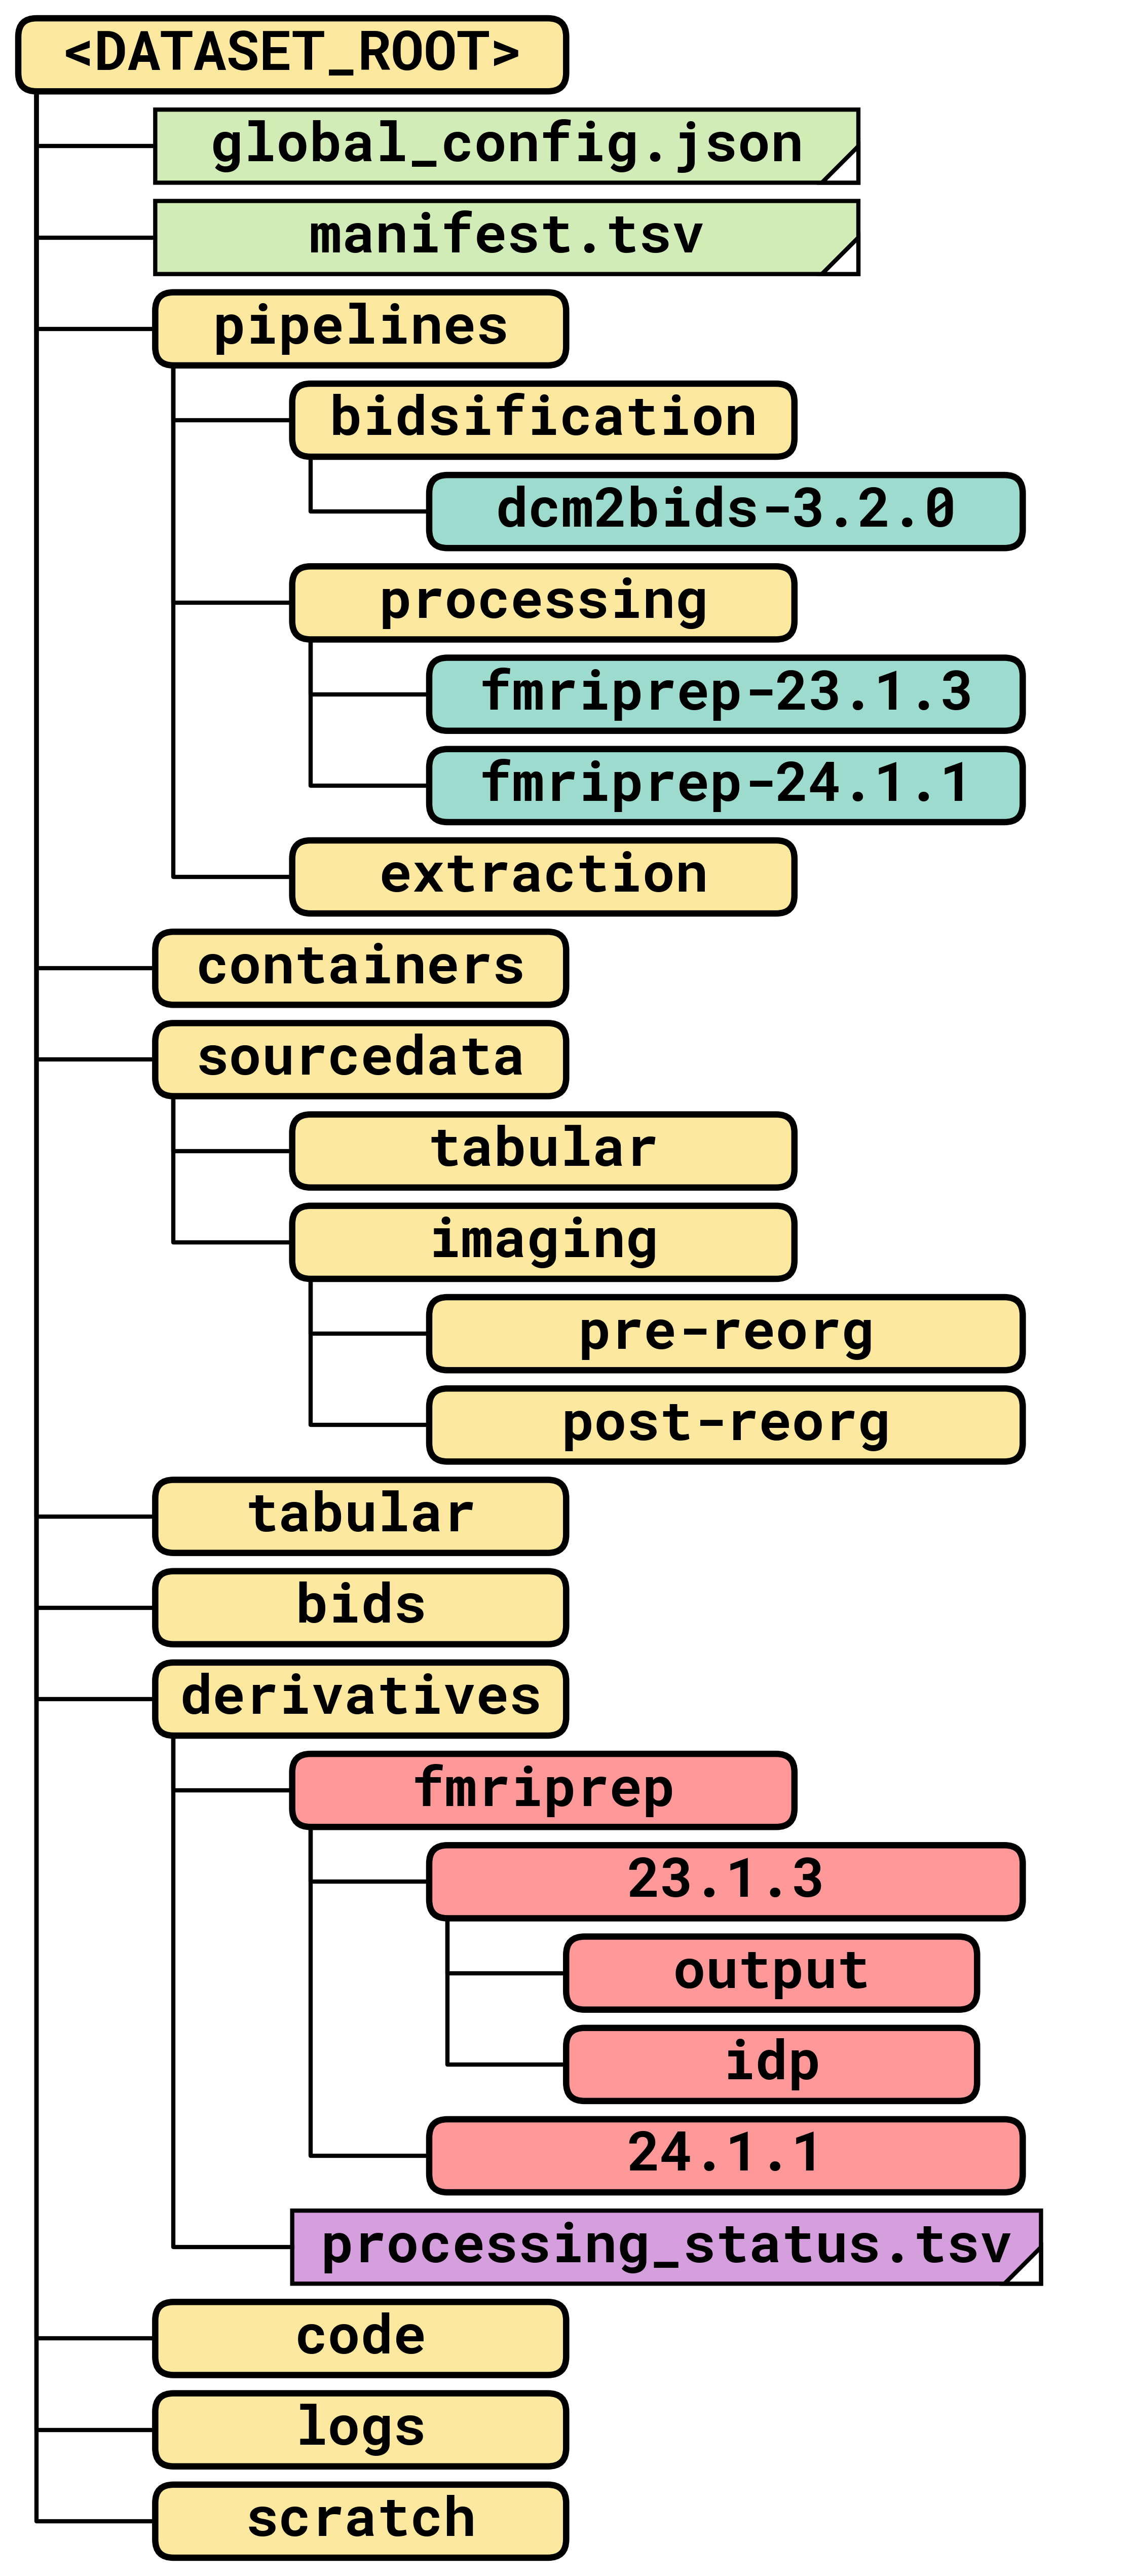 <DATASET_ROOT>
global_config.json
manifest.tsv
pipelines
bidsification
dcm2bids-3.2.0
processing
fmriprep-23.1.3
fmriprep-24.1.1
extraction
containers
sourcedata
tabular
imaging
pre-reorg
post-reorg
tabular
bids
derivatives
fmriprep
23.1.3
output
idp
24.1.1
processing_status.tsv
code
logs
scratch